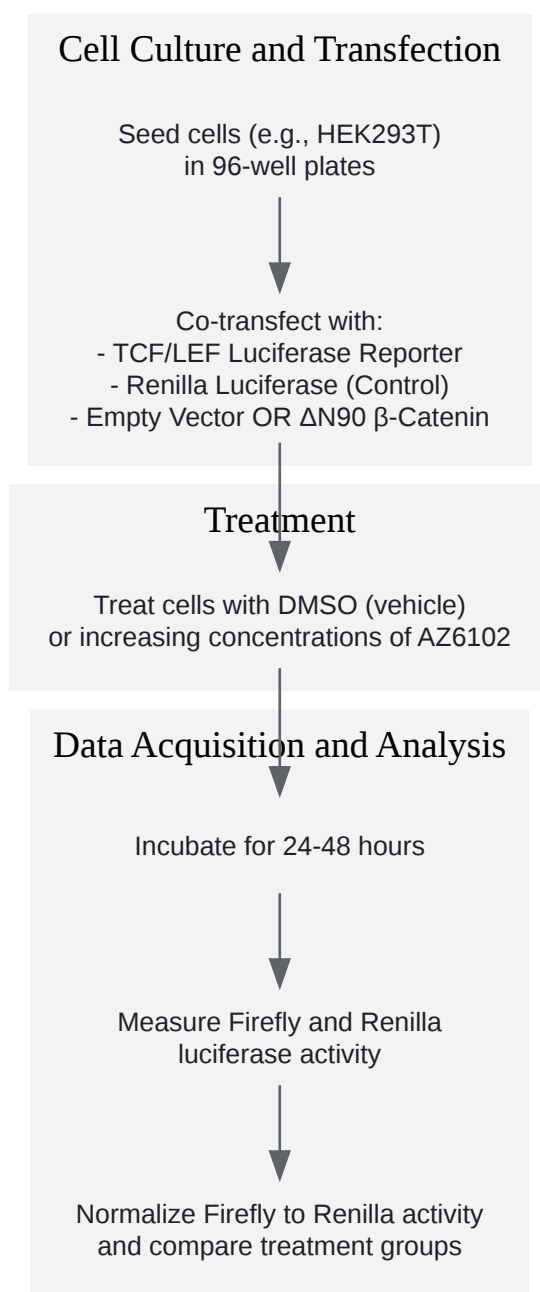 Cell Culture and Transfection
Seed cells (e.g., HEK293T)
in 96-well plates
Co-transfect with:
- TCF/LEF Luciferase Reporter
- Renilla Luciferase (Control)
- Empty Vector OR ΔN90 β-Catenin
Treatment
Treat cells with DMSO (vehicle)
or increasing concentrations of AZ6102
Data Acquisition and Analysis
Incubate for 24-48 hours
Measure Firefly and Renilla
luciferase activity
Normalize Firefly to Renilla activity
and compare treatment groups